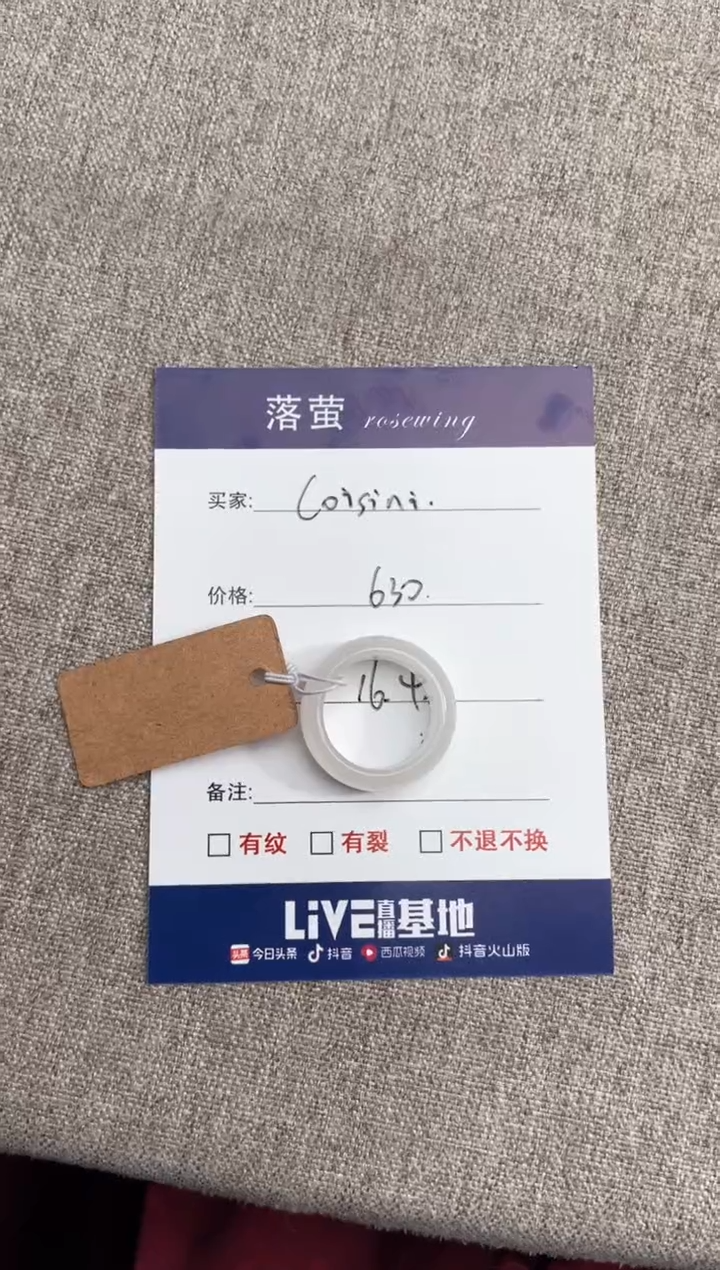 落萤 rosewing
买家: Coisini.
价格: 630.
16.4.
备注:
有纹 有裂 不退不换
LiVE直播基地
头条 今日头条 抖音 西瓜视频 抖音火山版